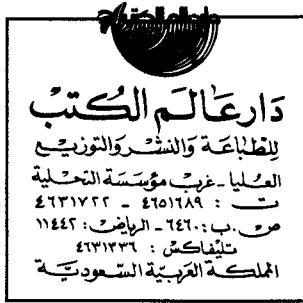 دار عالم الكتب
للطباعة والنشر والتوزيع
العليا - غرب مؤسسة التحلية
ت : ٤٦٥١٦٨٩ - ٤٦٣١٧٢٢
ص.ب : ٦٤٦٠ - الرياض : ١١٤٤٢
تليفاكس : ٤٦٣١٣٣٦
المملكة العربية السعودية